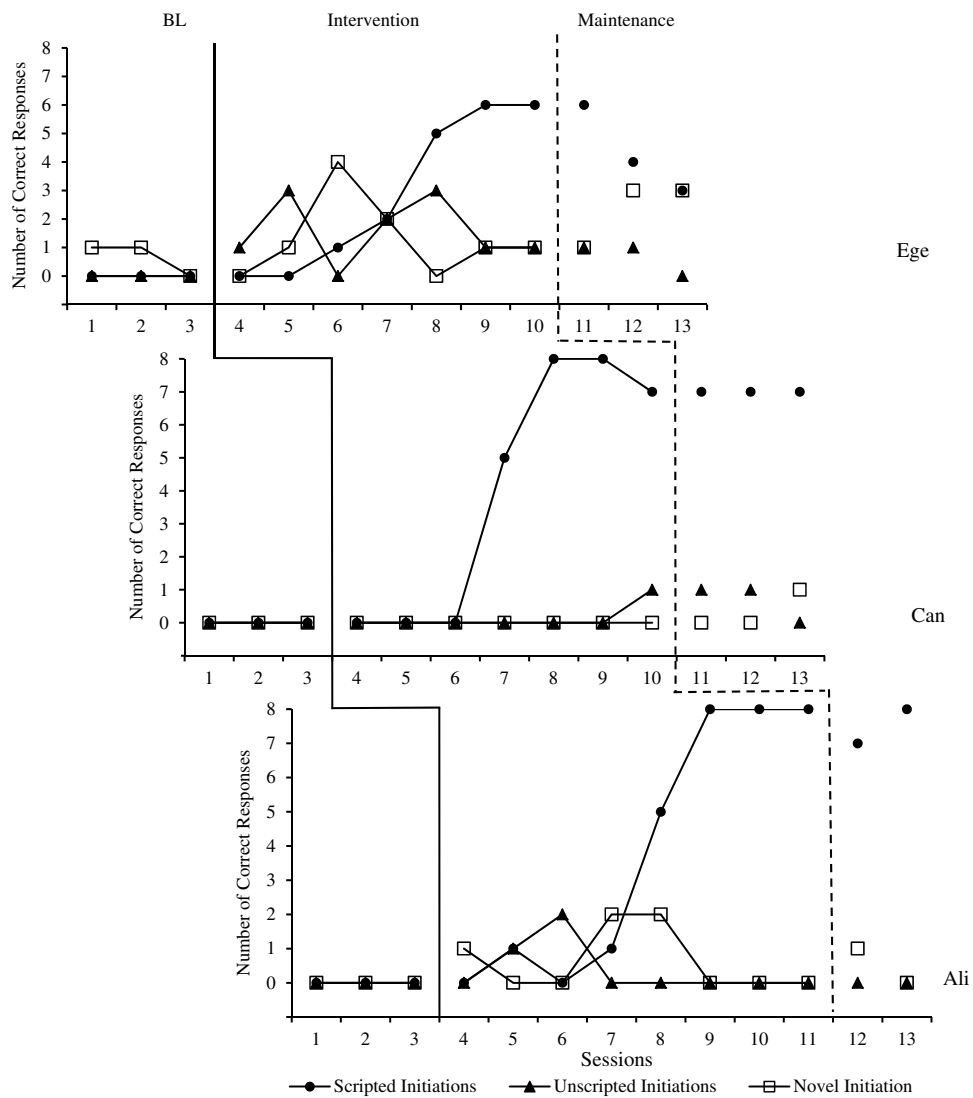 BL Intervention Maintenance
Number of Correct Responses
8
7
6
5
4
3
2
1
0
1 2 3 4 5 6 7 8 9 10 11 12 13
Ege
Number of Correct Responses
8
7
6
5
4
3
2
1
0
1 2 3 4 5 6 7 8 9 10 11 12 13
Can
Number of Correct Responses
8
7
6
5
4
3
2
1
0
1 2 3 4 5 6 7 8 9 10 11 12 13
Ali
Sessions
Scripted Initiations Unscripted Initiations Novel Initiation